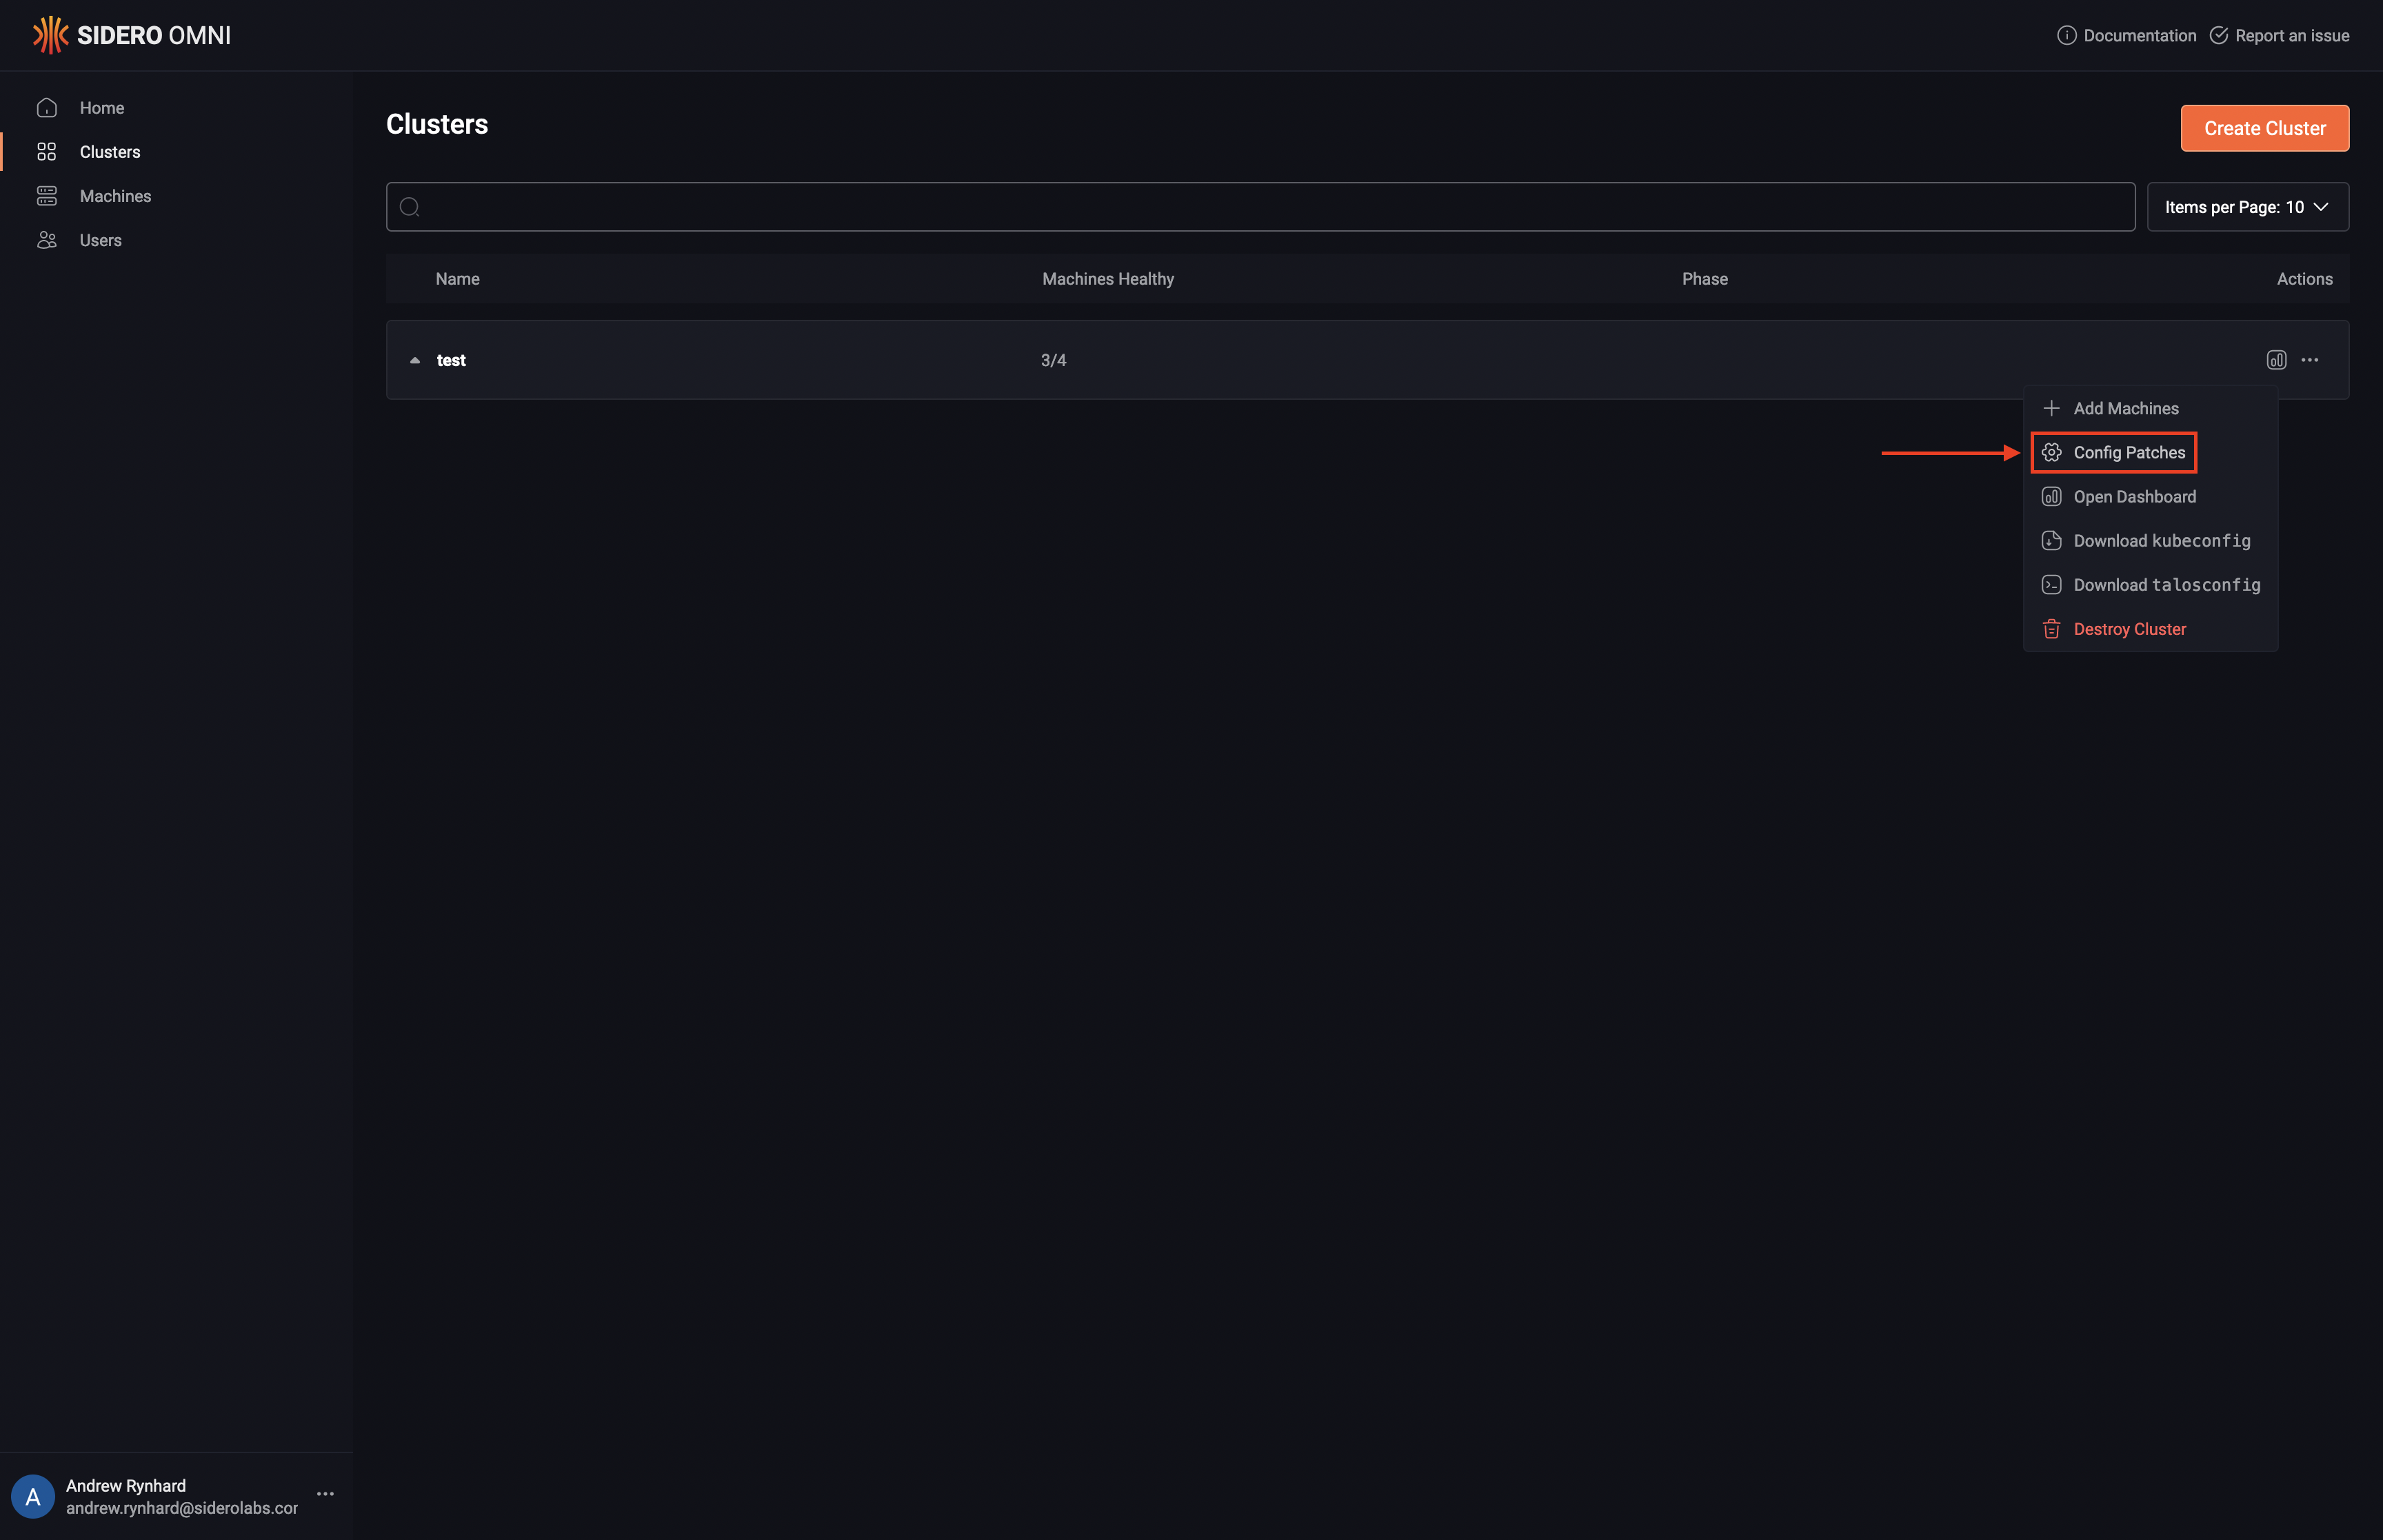 SIDERO OMNI
Documentation
Report an issue
Home
Clusters
Machines
Users
Clusters
Create Cluster
Items per Page: 10
Name
Machines Healthy
Phase
Actions
test
3/4
Add Machines
Config Patches
Open Dashboard
Download kubeconfig
Download talosconfig
Destroy Cluster
A
Andrew Rynhard
andrew.rynhard@siderolabs.cor